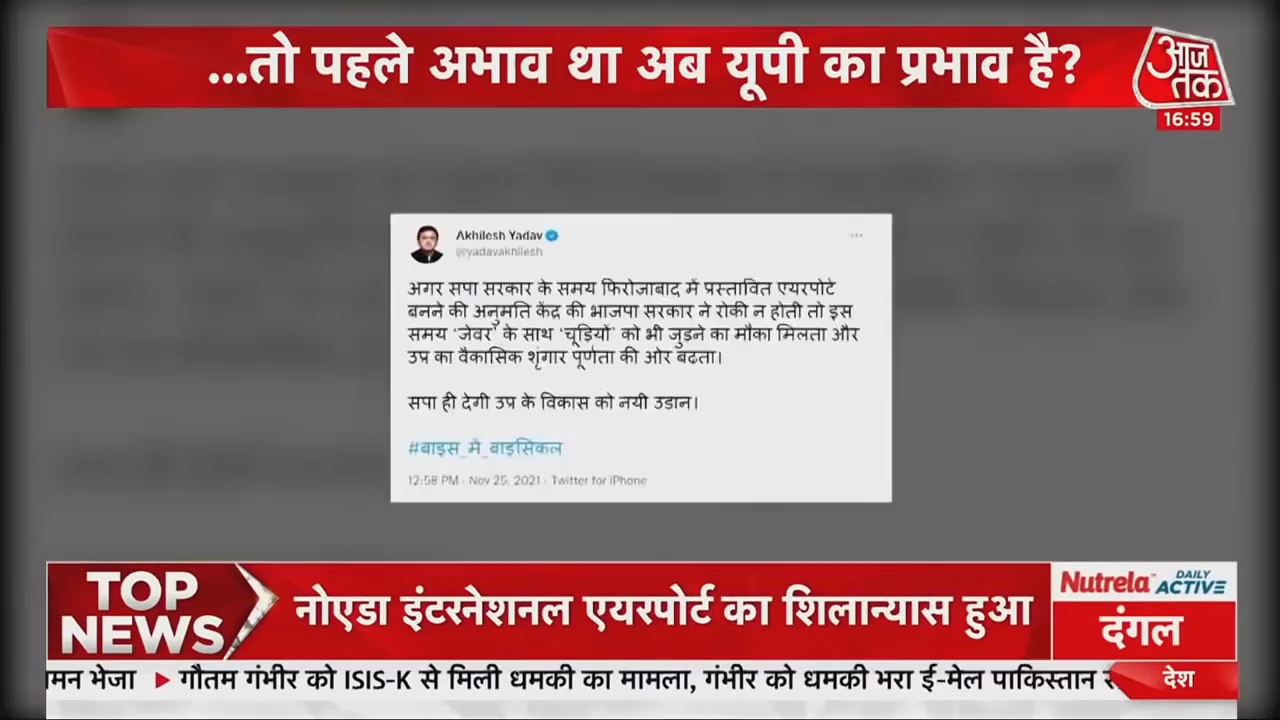 ...तो पहले अभाव था अब यूपी का प्रभाव है?
आज
तक
16:59
Akhilesh Yadav
@yadavakhilesh
अगर सपा सरकार के समय फिरोजाबाद में प्रस्तावित एयरपोर्ट
बनने की अनुमति केंद्र की भाजपा सरकार ने रोकी न होती तो इस
समय 'जेवर' के साथ 'चूड़ियों' को भी जुड़ने का मौका मिलता और
उप्र का वैकासिक शृंगार पूर्णता की ओर बढता।
सपा ही देगी उप्र के विकास को नयी उडान।
#बाइस_में_बाइसिकल
12:58 PM · Nov 25, 2021 · Twitter for iPhone
TOP
NEWS
नोएडा इंटरनेशनल एयरपोर्ट का शिलान्यास हुआ
Nutrela™ DAILY ACTIVE
दंगल
मन भेजा ▶ गौतम गंभीर को ISIS-K से मिली धमकी का मामला, गंभीर को धमकी भरा ई-मेल पाकिस्तान
देश